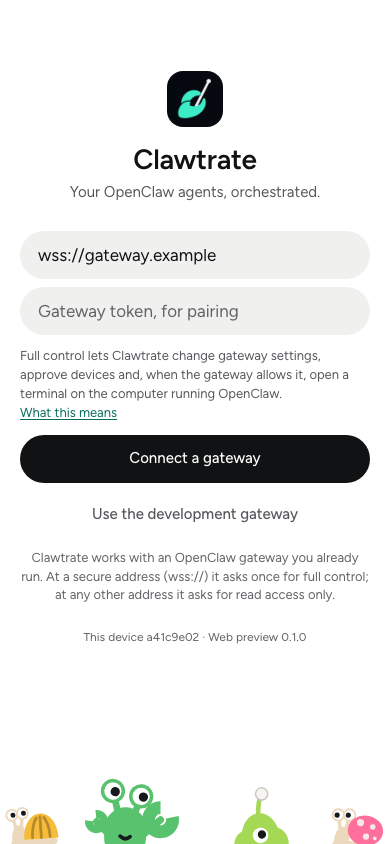 Clawtrate
Your OpenClaw agents, orchestrated.
wss://gateway.example
Gateway token, for pairing
Full control lets Clawtrate change gateway settings,
approve devices and, when the gateway allows it, open a
terminal on the computer running OpenClaw.
What this means
Connect a gateway
Use the development gateway
Clawtrate works with an OpenClaw gateway you already
run. At a secure address (wss://) it asks once for full control;
at any other address it asks for read access only.
This device a41c9e02 · Web preview 0.1.0